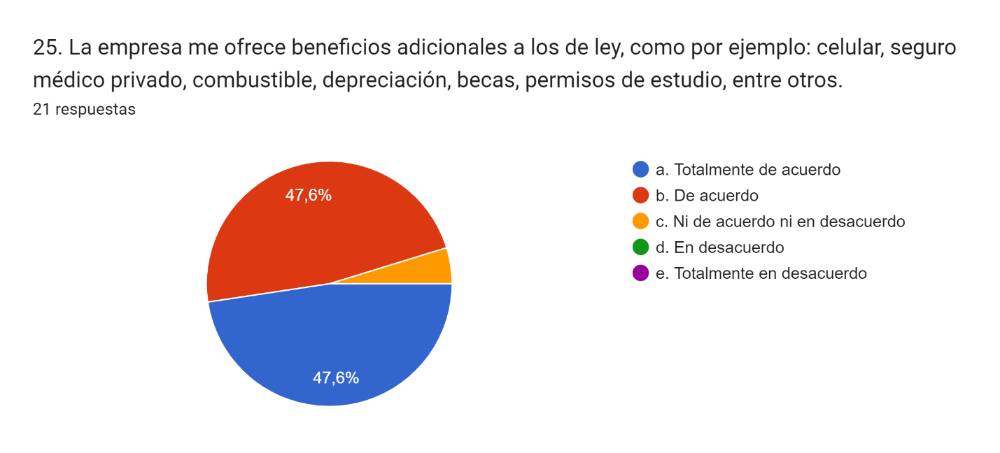 25. La empresa me ofrece beneficios adicionales a los de ley, como por ejemplo: celular, seguro
médico privado, combustible, depreciación, becas, permisos de estudio, entre otros.
21 respuestas
47,6%
47,6%
a. Totalmente de acuerdo
b. De acuerdo
c. Ni de acuerdo ni en desacuerdo
d. En desacuerdo
e. Totalmente en desacuerdo